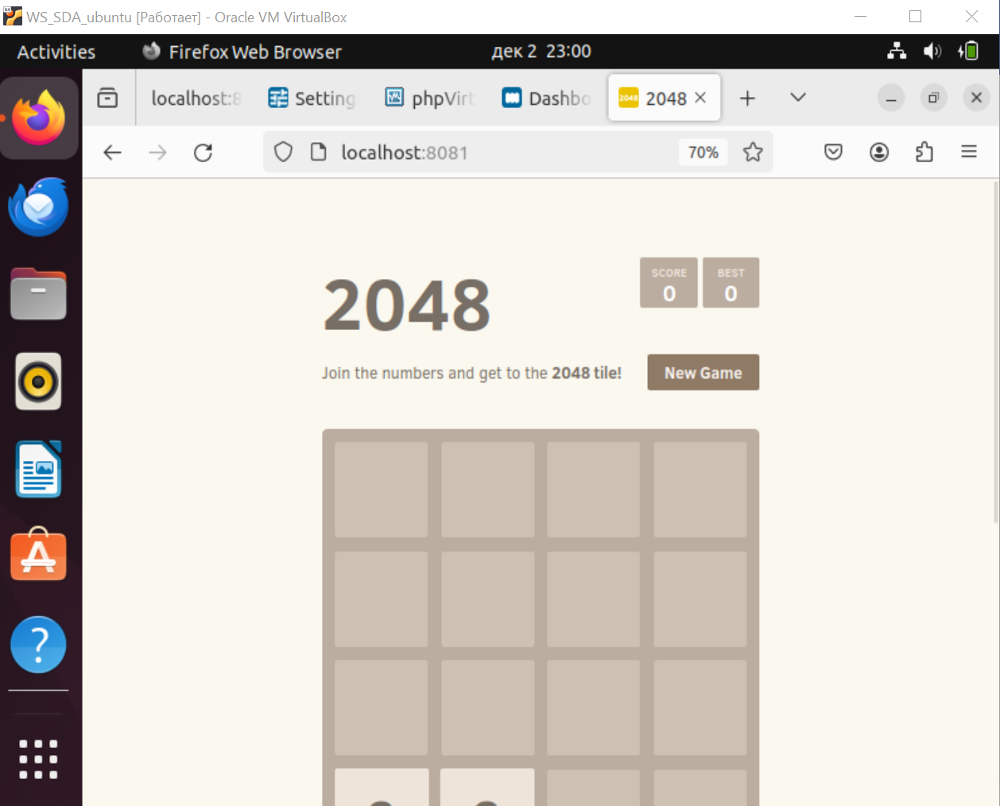 WS_SDA_ubuntu [Работает] - Oracle VM VirtualBox
Activities Firefox Web Browser дек 2 23:00
localhost:8 Setting phpVirt Dashbo 2048
localhost:8081 70%
2048
SCORE BEST
0 0
Join the numbers and get to the 2048 tile! New Game